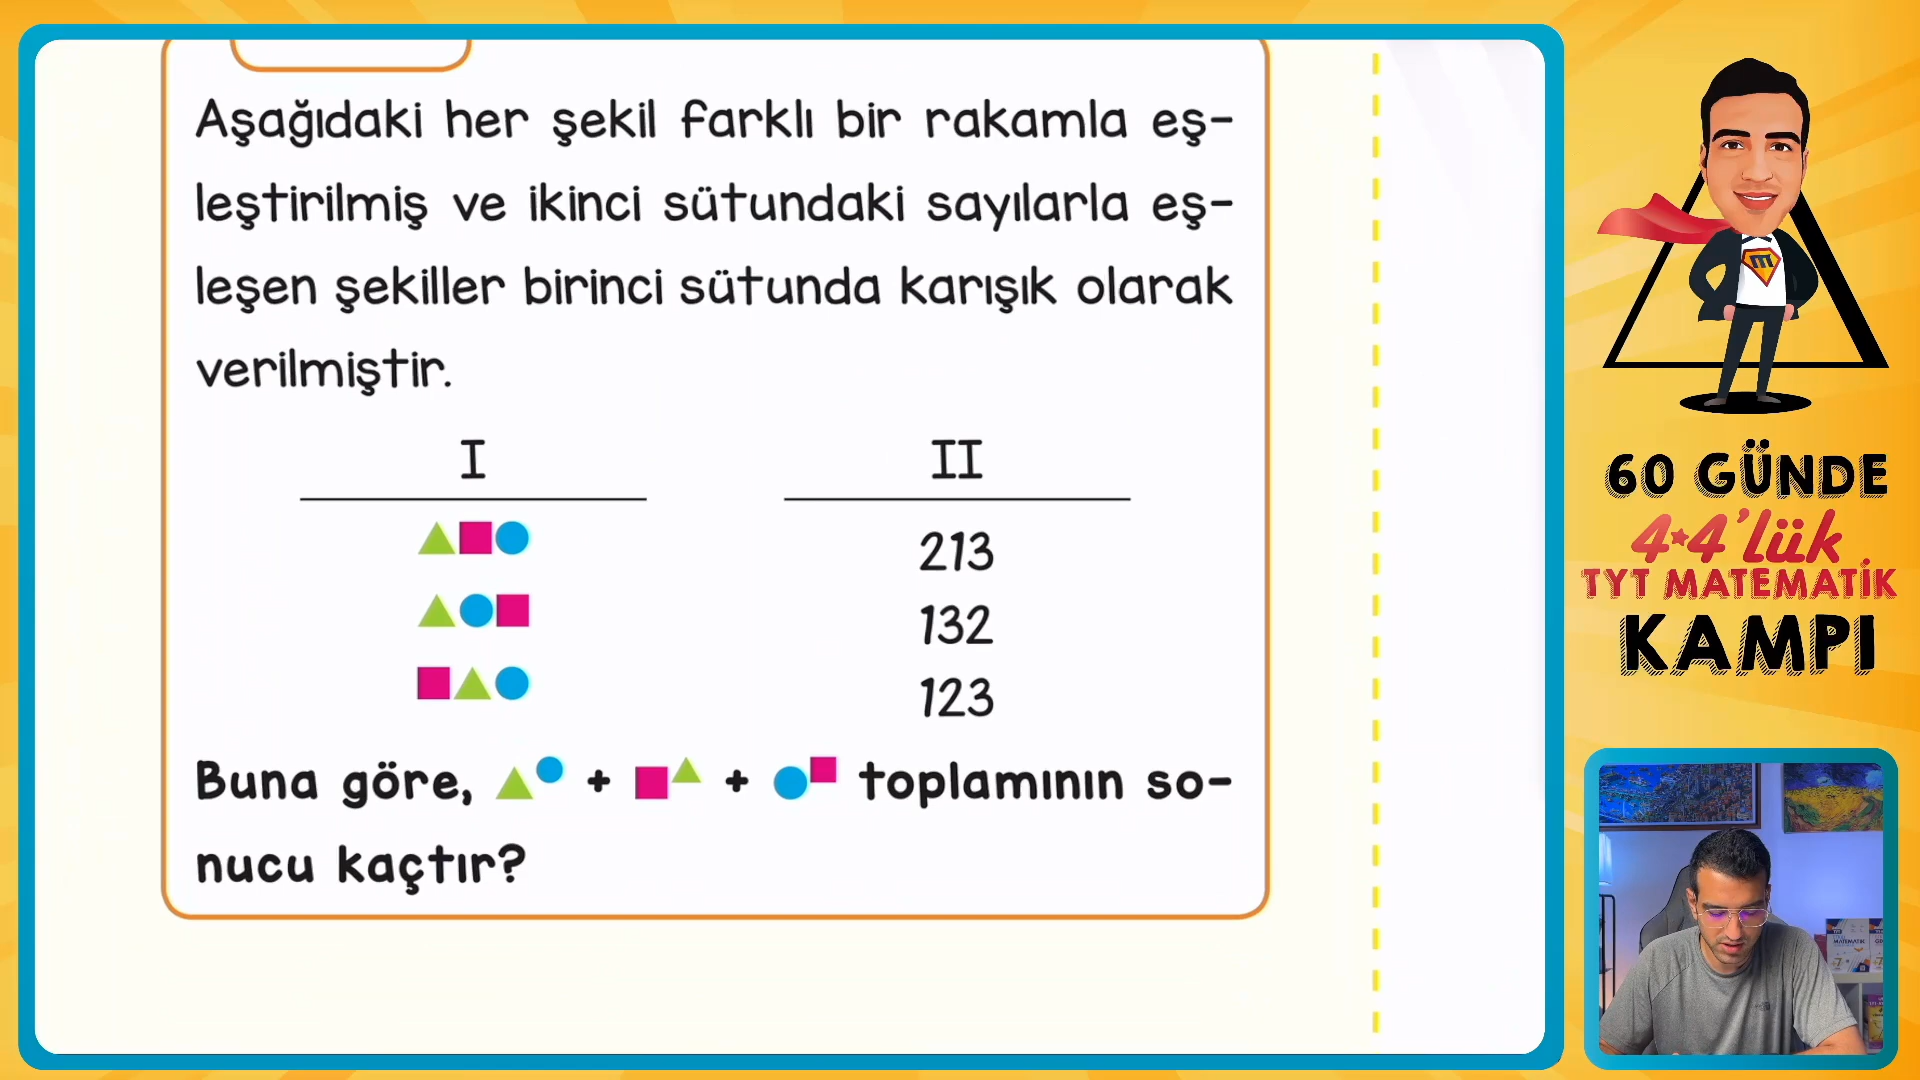 Aşağıdaki her şekil farklı bir rakamla eş-
leştirilmiş ve ikinci sütundaki sayılarla eş-
leşen şekiller birinci sütunda karışık olarak
verilmiştir.
I II
213
132
123
Buna göre, + + toplamının so-
nucu kaçtır?
60 GÜNDE
4*4'lük
TYT MATEMATİK
KAMPI
m
MATEMATİK